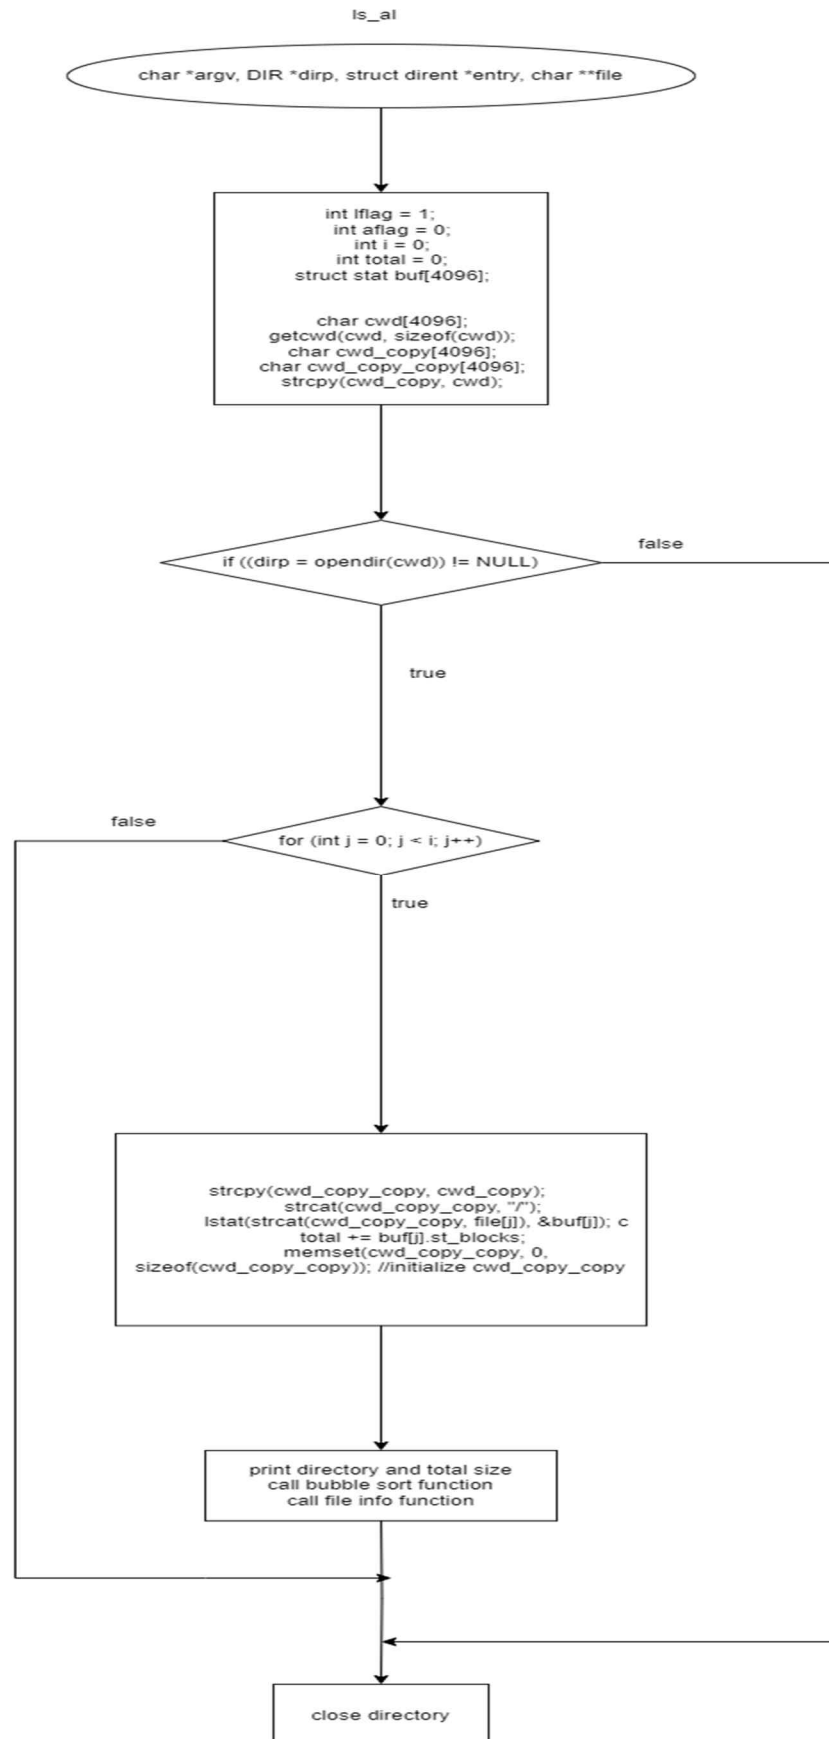 ls_al
char *argv, DIR *dirp, struct dirent *entry, char **file
int lflag = 1;
int aflag = 0;
int i = 0;
int total = 0;
struct stat buf[4096];
char cwd[4096];
getcwd(cwd, sizeof(cwd));
char cwd_copy[4096];
char cwd_copy_copy[4096];
strcpy(cwd_copy, cwd);
if ((dirp = opendir(cwd)) != NULL)
false
true
false
for (int j = 0; j < i; j++)
true
strcpy(cwd_copy_copy, cwd_copy);
strcat(cwd_copy_copy, "/");
lstat(strcat(cwd_copy_copy, file[j]), &buf[j]); c
total += buf[j].st_blocks;
memset(cwd_copy_copy, 0,
sizeof(cwd_copy_copy)); //initialize cwd_copy_copy
print directory and total size
call bubble sort function
call file info function
close directory